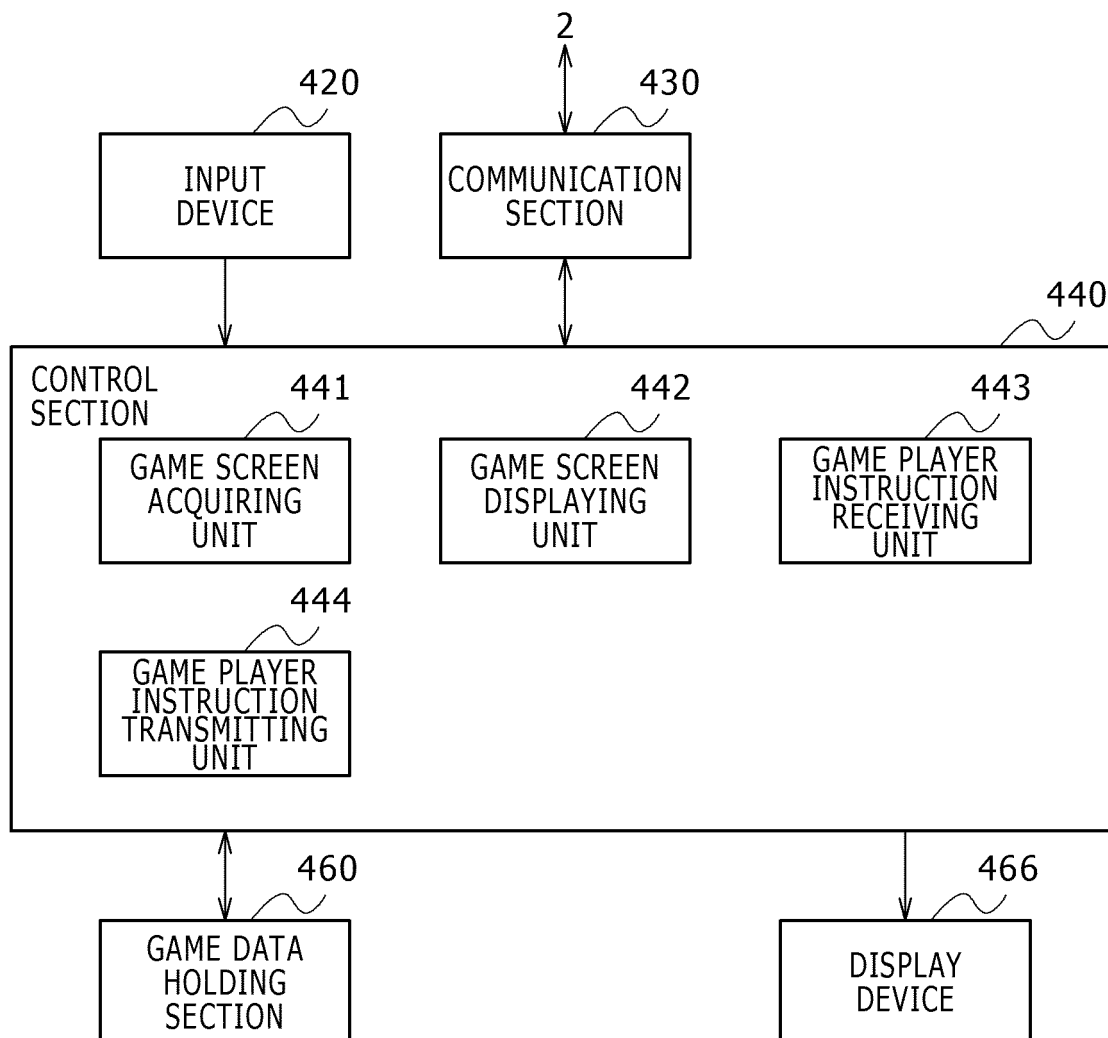 2
420
430
INPUT
DEVICE
COMMUNICATION
SECTION
440
CONTROL
SECTION
441
442
443
GAME SCREEN
ACQUIRING
UNIT
GAME SCREEN
DISPLAYING
UNIT
GAME PLAYER
INSTRUCTION
RECEIVING
UNIT
444
GAME PLAYER
INSTRUCTION
TRANSMITTING
UNIT
460
466
GAME DATA
HOLDING
SECTION
DISPLAY
DEVICE